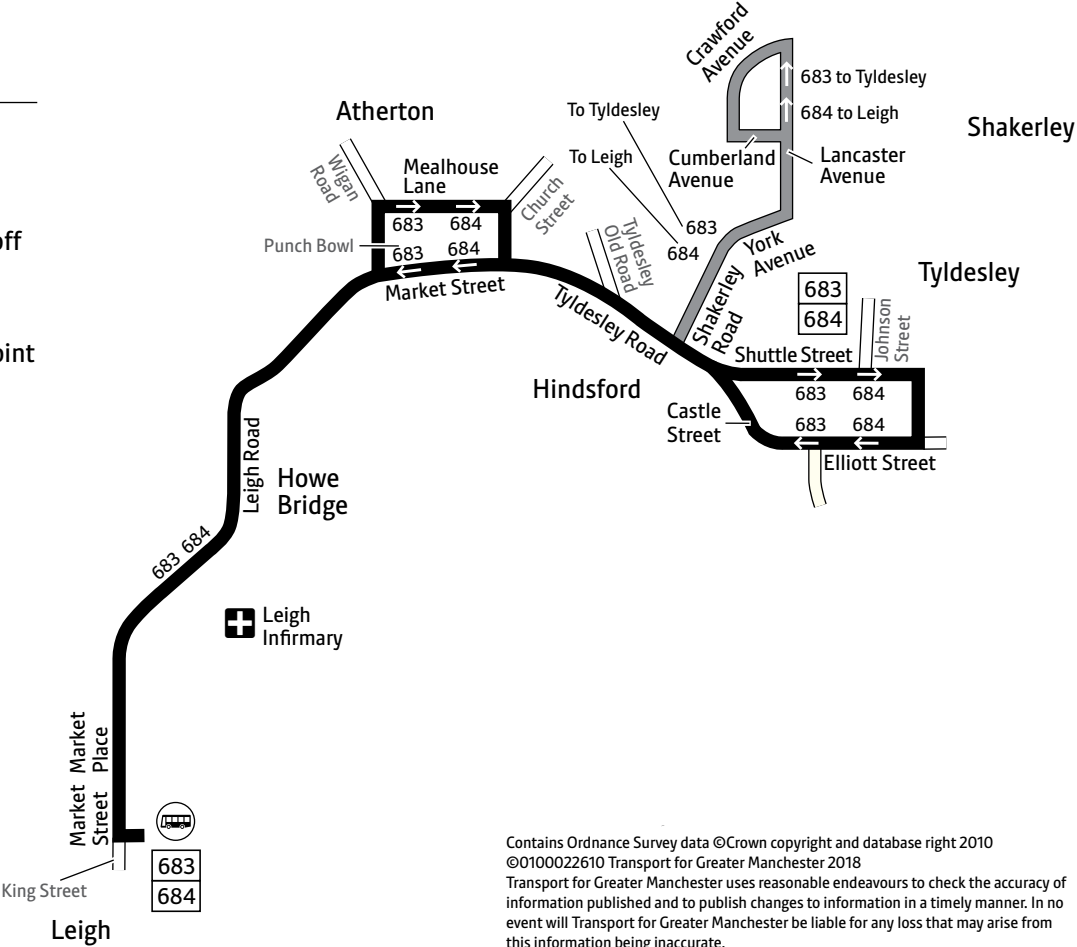 Crawford
Avenue
683 to Tyldesley
684 to Leigh
Shakerley
Atherton
To Tyldesley
To Leigh
Cumberland
Avenue
Lancaster
Avenue
Wigan
Road
Mealhouse
Lane
Church
Street
683 684
Punch Bowl
683 684
Market Street
Tyldesley
Old Road
683
684
York
Avenue
Shakerley
Road
Tyldesley Road
Tyldesley
683
684
Johnson
Street
Shuttle Street
683 684
683 684
Castle
Street
Elliott Street
Hindsford
off
oint
Leigh Road
Howe
Bridge
683 684
Leigh
Infirmary
Market
Place
Market
Street
683
684
King Street
Leigh
Contains Ordnance Survey data ©Crown copyright and database right 2010
©0100022610 Transport for Greater Manchester 2018
Transport for Greater Manchester uses reasonable endeavours to check the accuracy of
information published and to publish changes to information in a timely manner. In no
event will Transport for Greater Manchester be liable for any loss that may arise from
this information being inaccurate.